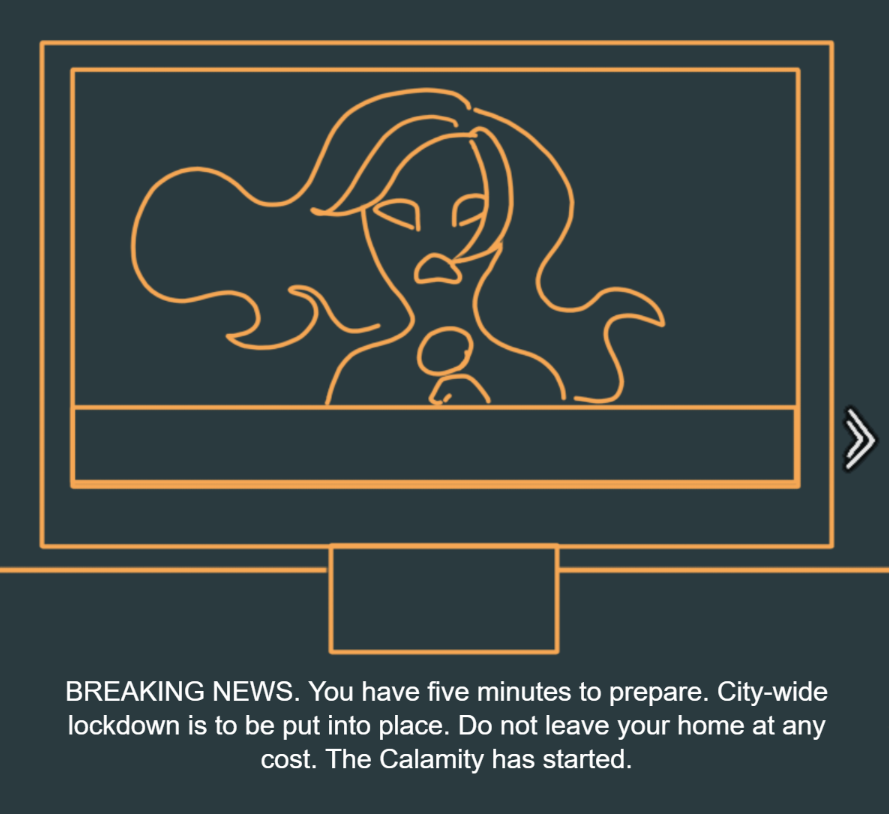 BREAKING NEWS. You have five minutes to prepare. City-wide
lockdown is to be put into place. Do not leave your home at any
cost. The Calamity has started.